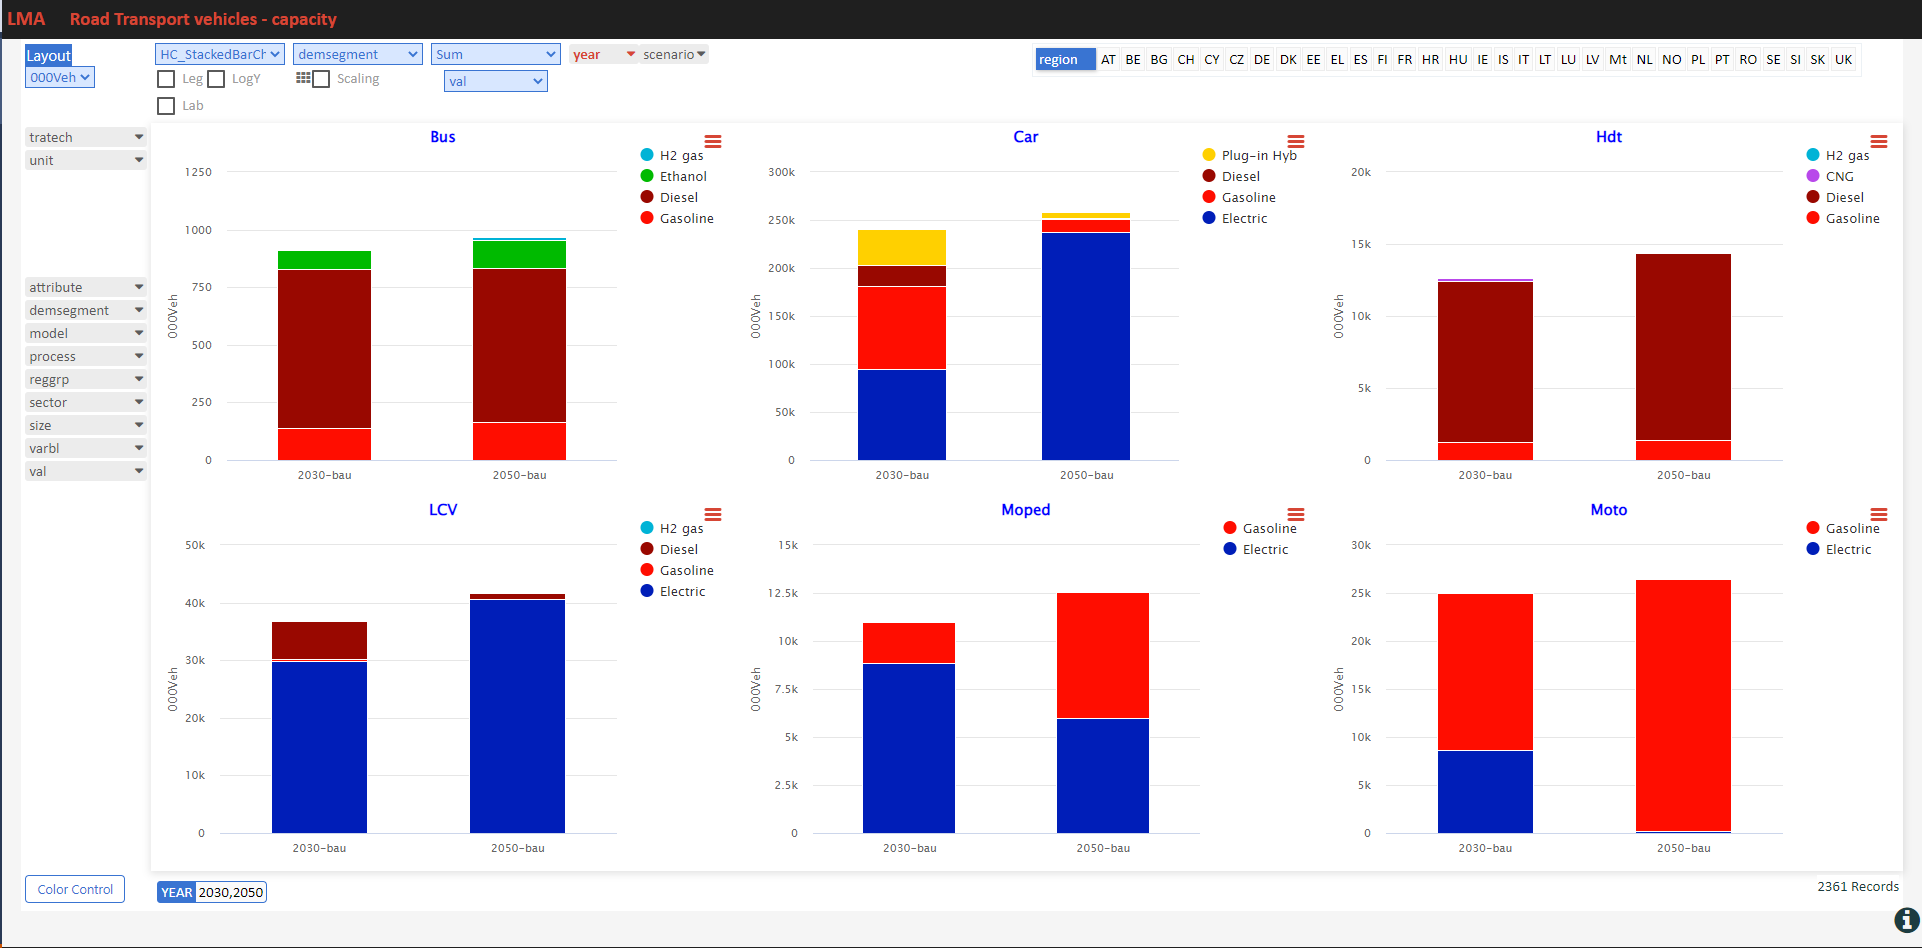 LMA Road Transport vehicles - capacity
Layout HC_StackedBarCh demsegment Sum year scenario region AT BE BG CH CY CZ DE DK EE EL ES FI FR HR HU IE IS IT LT LU LV Mt NL NO PL PT RO SE SI SK UK
000Veh Leg LogY Scaling val
Lab
tratech
unit
attribute
demsegment
model
process
reggrp
sector
size
varbl
val
Bus
H2 gas
Ethanol
Diesel
Gasoline
1250
1000
750
500
250
0
000Veh
2030-bau 2050-bau
Car
Plug-in Hyb
Diesel
Gasoline
Electric
300k
250k
200k
150k
100k
50k
0
000Veh
2030-bau 2050-bau
Hdt
H2 gas
CNG
Diesel
Gasoline
20k
15k
10k
5k
0
000Veh
2030-bau 2050-bau
LCV
H2 gas
Diesel
Gasoline
Electric
50k
40k
30k
20k
10k
0
000Veh
2030-bau 2050-bau
Moped
Gasoline
Electric
15k
12.5k
10k
7.5k
5k
2.5k
0
000Veh
2030-bau 2050-bau
Moto
Gasoline
Electric
30k
25k
20k
15k
10k
5k
0
000Veh
2030-bau 2050-bau
Color Control YEAR 2030,2050 2361 Records